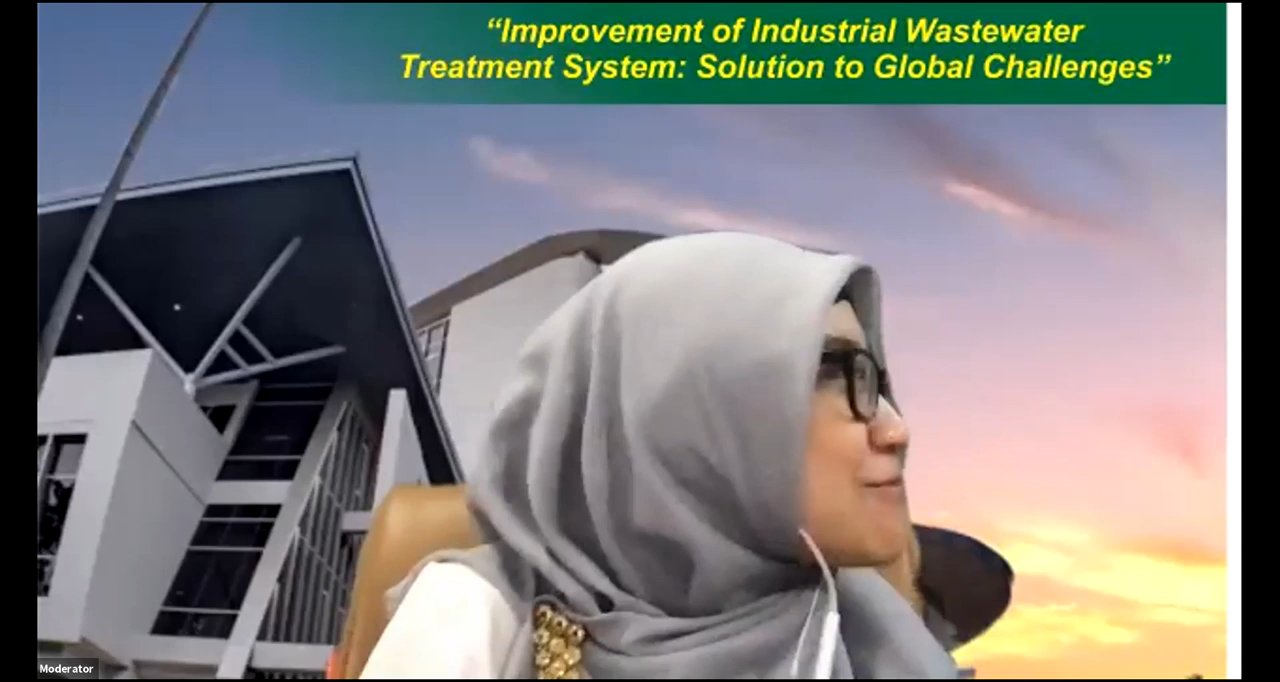 “Improvement of Industrial Wastewater
Treatment System: Solution to Global Challenges”
Moderator